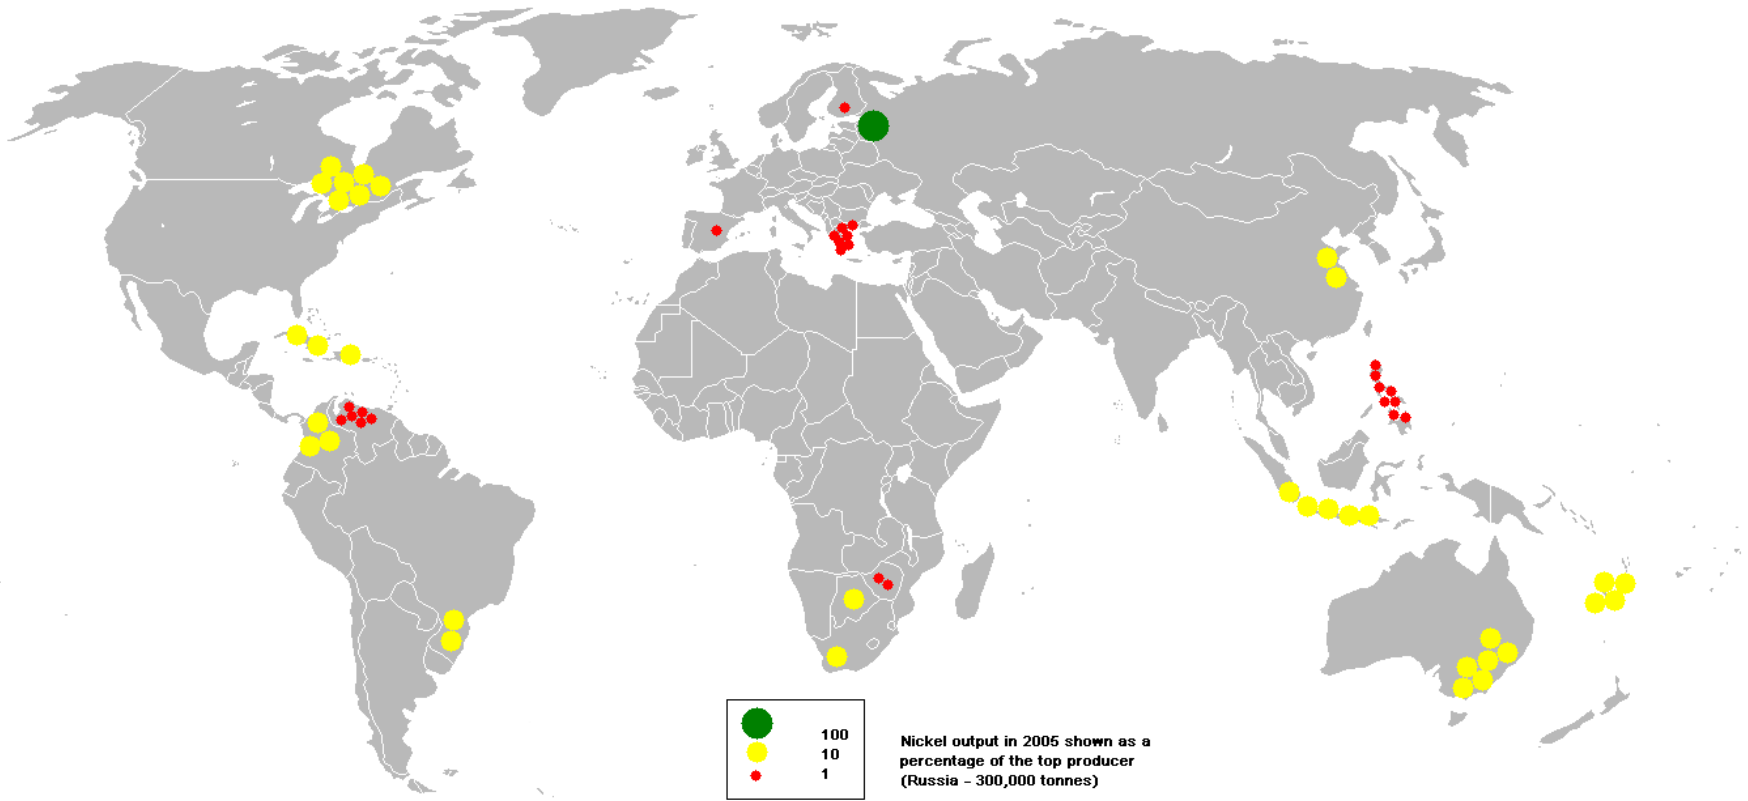 100
10
1
Nickel output in 2005 shown as a
percentage of the top producer
(Russia - 300,000 tonnes)